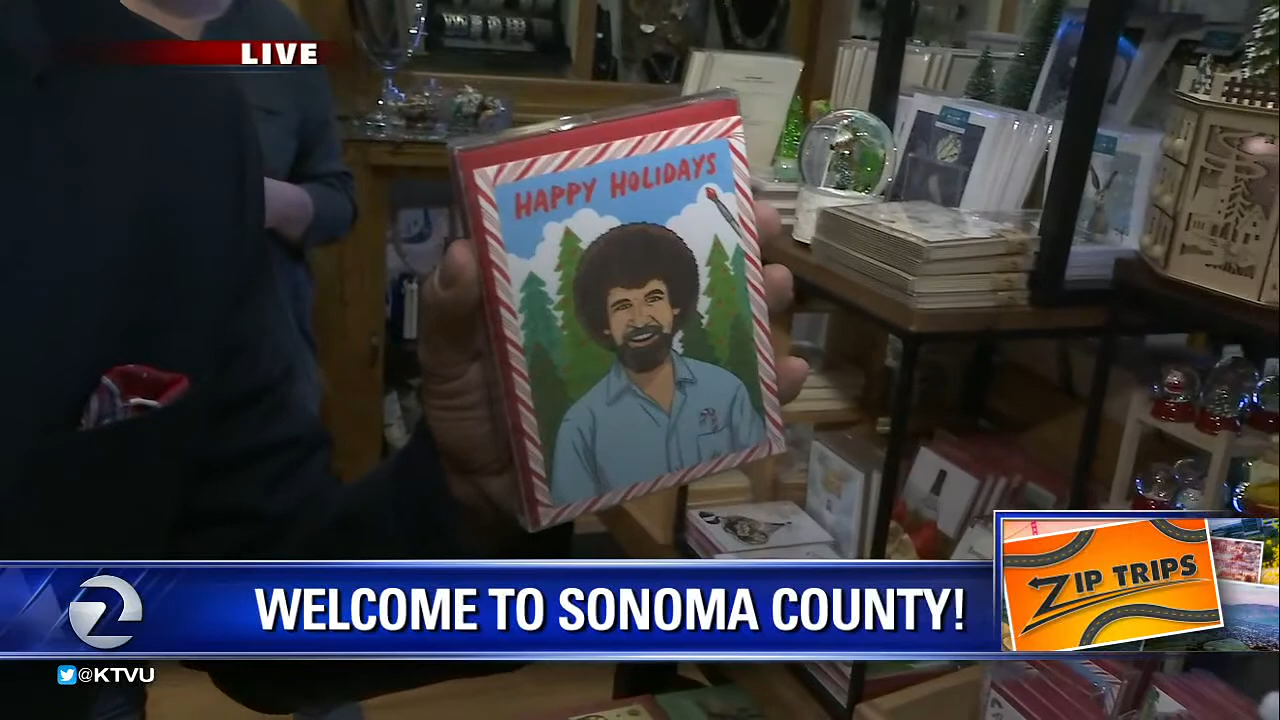 LIVE
HAPPY HOLIDAYS
WELCOME TO SONOMA COUNTY!
ZIP TRIPS
2
@KTVU